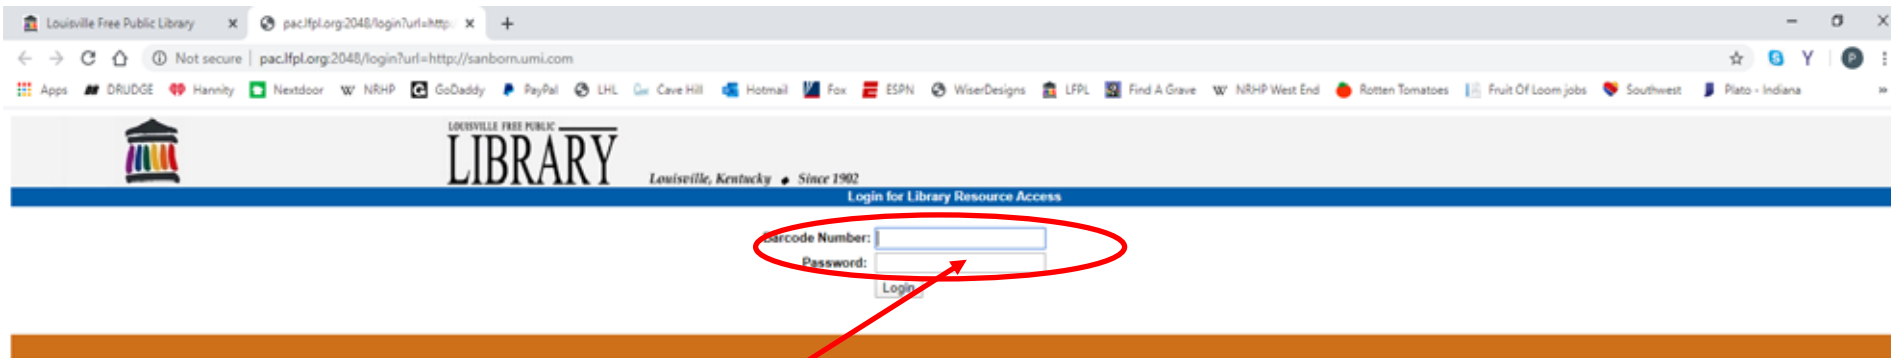 Louisville Free Public Library
pac.lfpl.org:2048/login?url=http:/
Not secure | pac.lfpl.org:2048/login?url=http://sanborn.umi.com
Apps DRUDGE Hannity Nextdoor NRHP GoDaddy PayPal LHL Cave Hill Hotmail Fox ESPN WiserDesigns LFPL Find A Grave NRHP West End Rotten Tomatoes Fruit Of Loom jobs Southwest Plato - Indiana »
LOUISVILLE FREE PUBLIC
LIBRARY
Louisville, Kentucky ◆ Since 1902
Login for Library Resource Access
Barcode Number:
Password:
Login